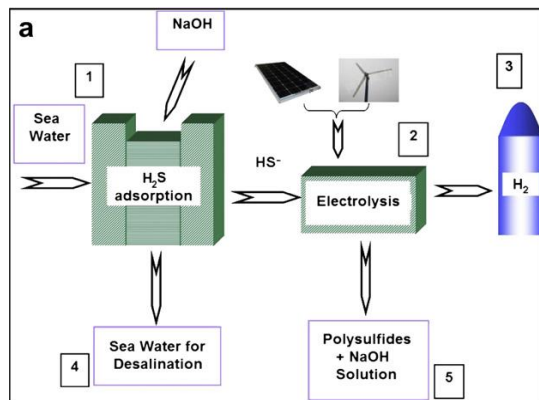 a
NaOH
1
3
Sea
Water
2
H₂S
adsorption
HS⁻
Electrolysis
H₂
Sea Water for
Desalination
4
Polysulfides
+ NaOH
Solution
5